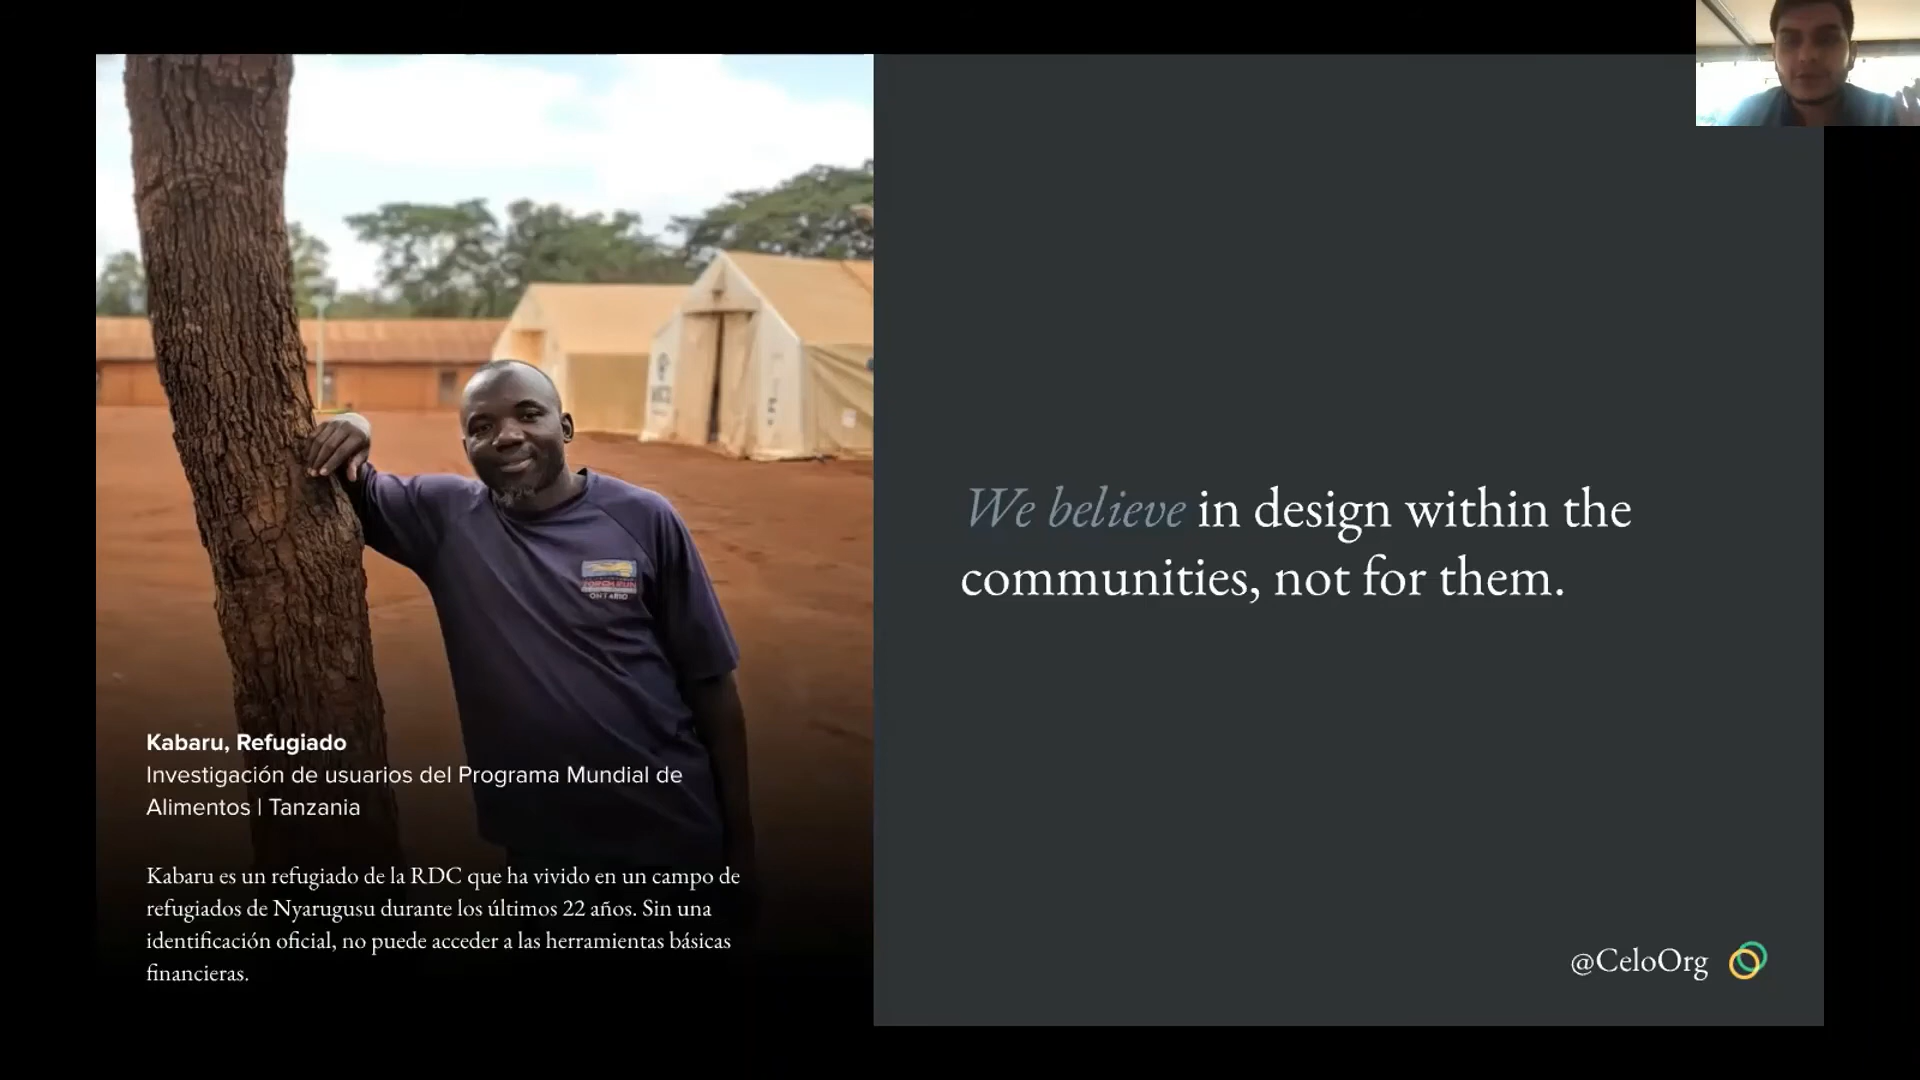 We believe in design within the
communities, not for them.
Kabaru, Refugiado
Investigación de usuarios del Programa Mundial de
Alimentos | Tanzania
Kabaru es un refugiado de la RDC que ha vivido en un campo de
refugiados de Nyarugusu durante los últimos 22 años. Sin una
identificación oficial, no puede acceder a las herramientas básicas
financieras.
@CeloOrg
ONTARIO